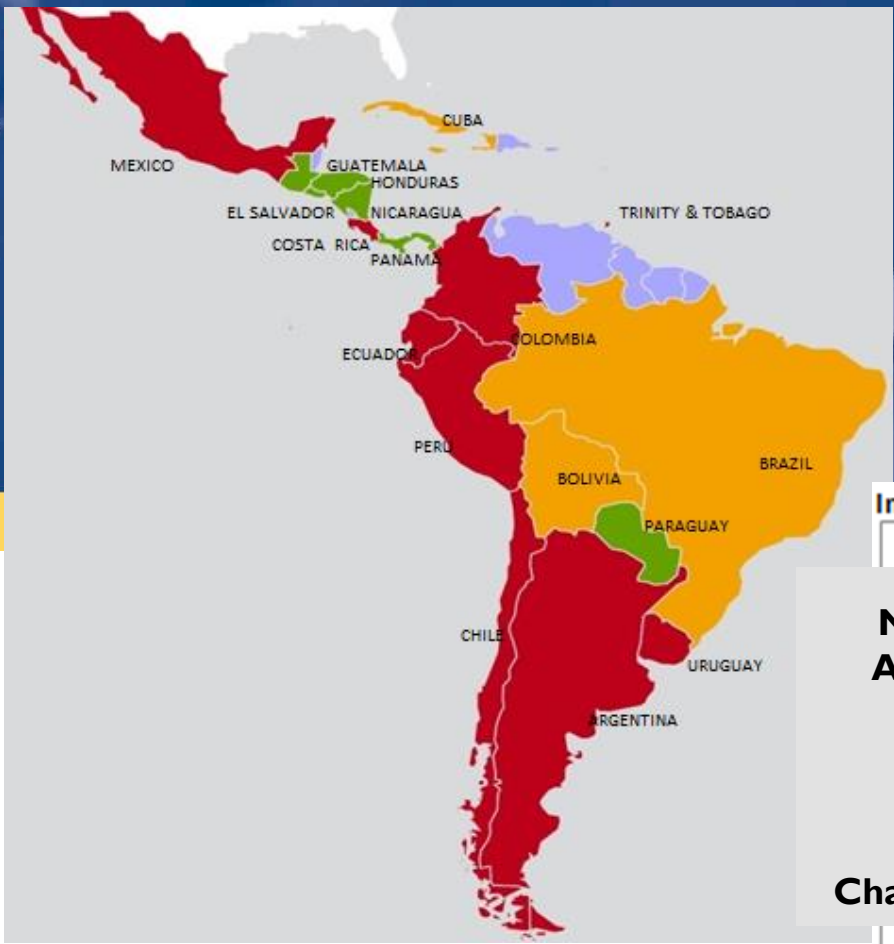 CUBA
MEXICO
GUATEMALA
HONDURAS
EL SALVADOR
NICARAGUA
TRINITY & TOBAGO
COSTA RICA
PANAMA
COLOMBIA
ECUADOR
PERU
BRAZIL
BOLIVIA
PARAGUAY
CHILE
URUGUAY
ARGENTINA